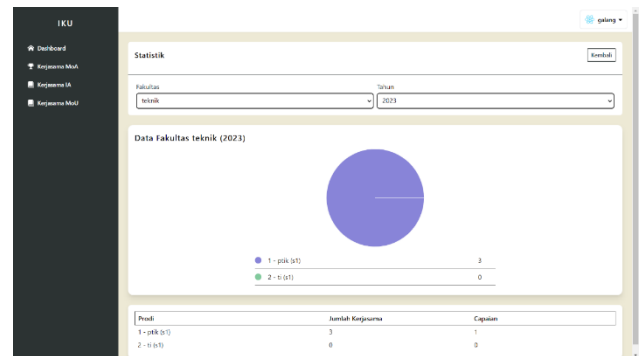 IKU
galang
Dashboard
Kerjasama MoA
Kerjasama IA
Kerjasama MoU
Statistik
Kembali
Fakultas Tahun
teknik 2023
Data Fakultas teknik (2023)
1 - ptik (s1) 3
2 - ti (s1) 0
Prodi Jumlah Kerjasama Capaian
1 - ptik (s1) 3 1
2 - ti (s1) 0 0